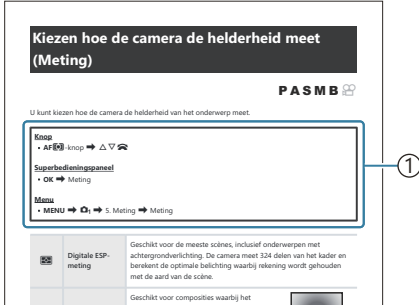 Kiezen hoe de camera de helderheid meet
(Meting)
PASMB
U kunt kiezen hoe de camera de helderheid van het onderwerp meet.
Knop
• AF-knop ➡ △▽
Superbedieningspaneel
• OK ➡ Meting
Menu
• MENU ➡ 1 ➡ 5. Meting ➡ Meting
1
Digitale ESP-
meting
Geschikt voor de meeste scènes, inclusief onderwerpen met
achtergrondverlichting. De camera meet 324 delen van het kader en
berekent de optimale belichting waarbij rekening wordt gehouden
met de aard van de scène.
Geschikt voor composities waarbij het